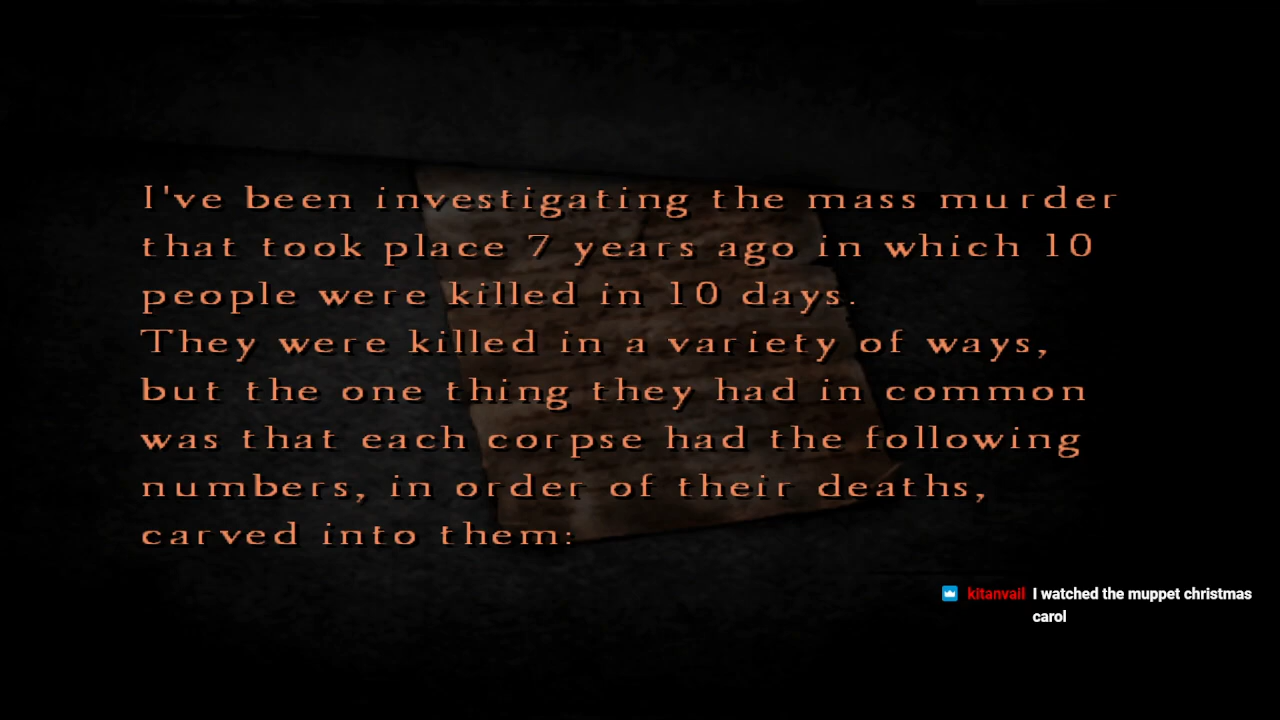 I've been investigating the mass murder
that took place 7 years ago in which 10
people were killed in 10 days.
They were killed in a variety of ways,
but the one thing they had in common
was that each corpse had the following
numbers, in order of their deaths,
carved into them:
kitanvail I watched the muppet christmas
carol